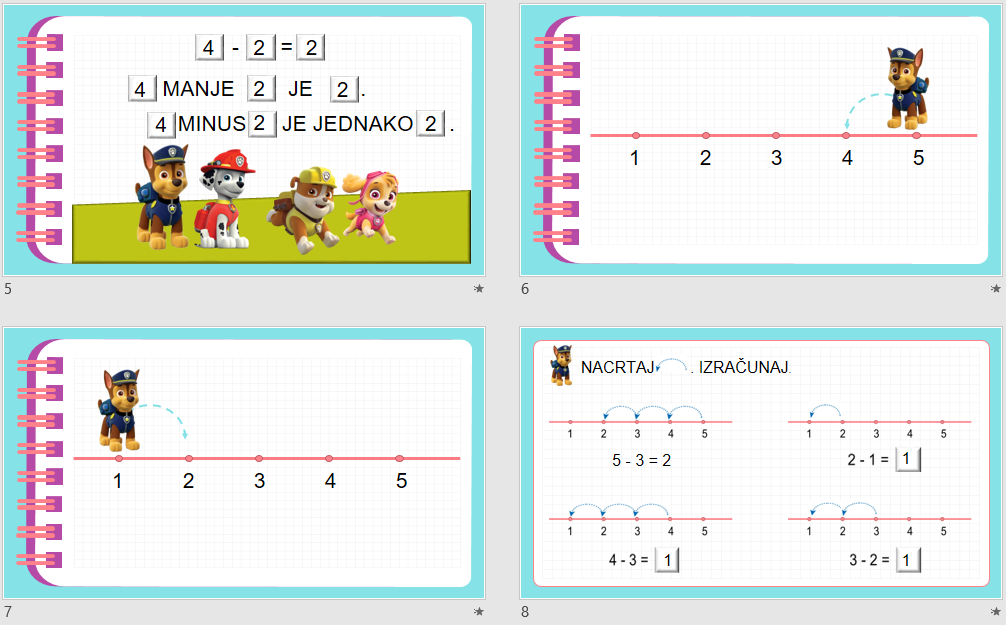 4 - 2 = 2
4 MANJE 2 JE 2.
4 MINUS 2 JE JEDNAKO 2.
5
1 2 3 4 5
6
1 2 3 4 5
7
NACRTAJ . IZRAČUNAJ.
1 2 3 4 5
5 - 3 = 2
1 2 3 4 5
2 - 1 = 1
1 2 3 4 5
4 - 3 = 1
1 2 3 4 5
3 - 2 = 1
8